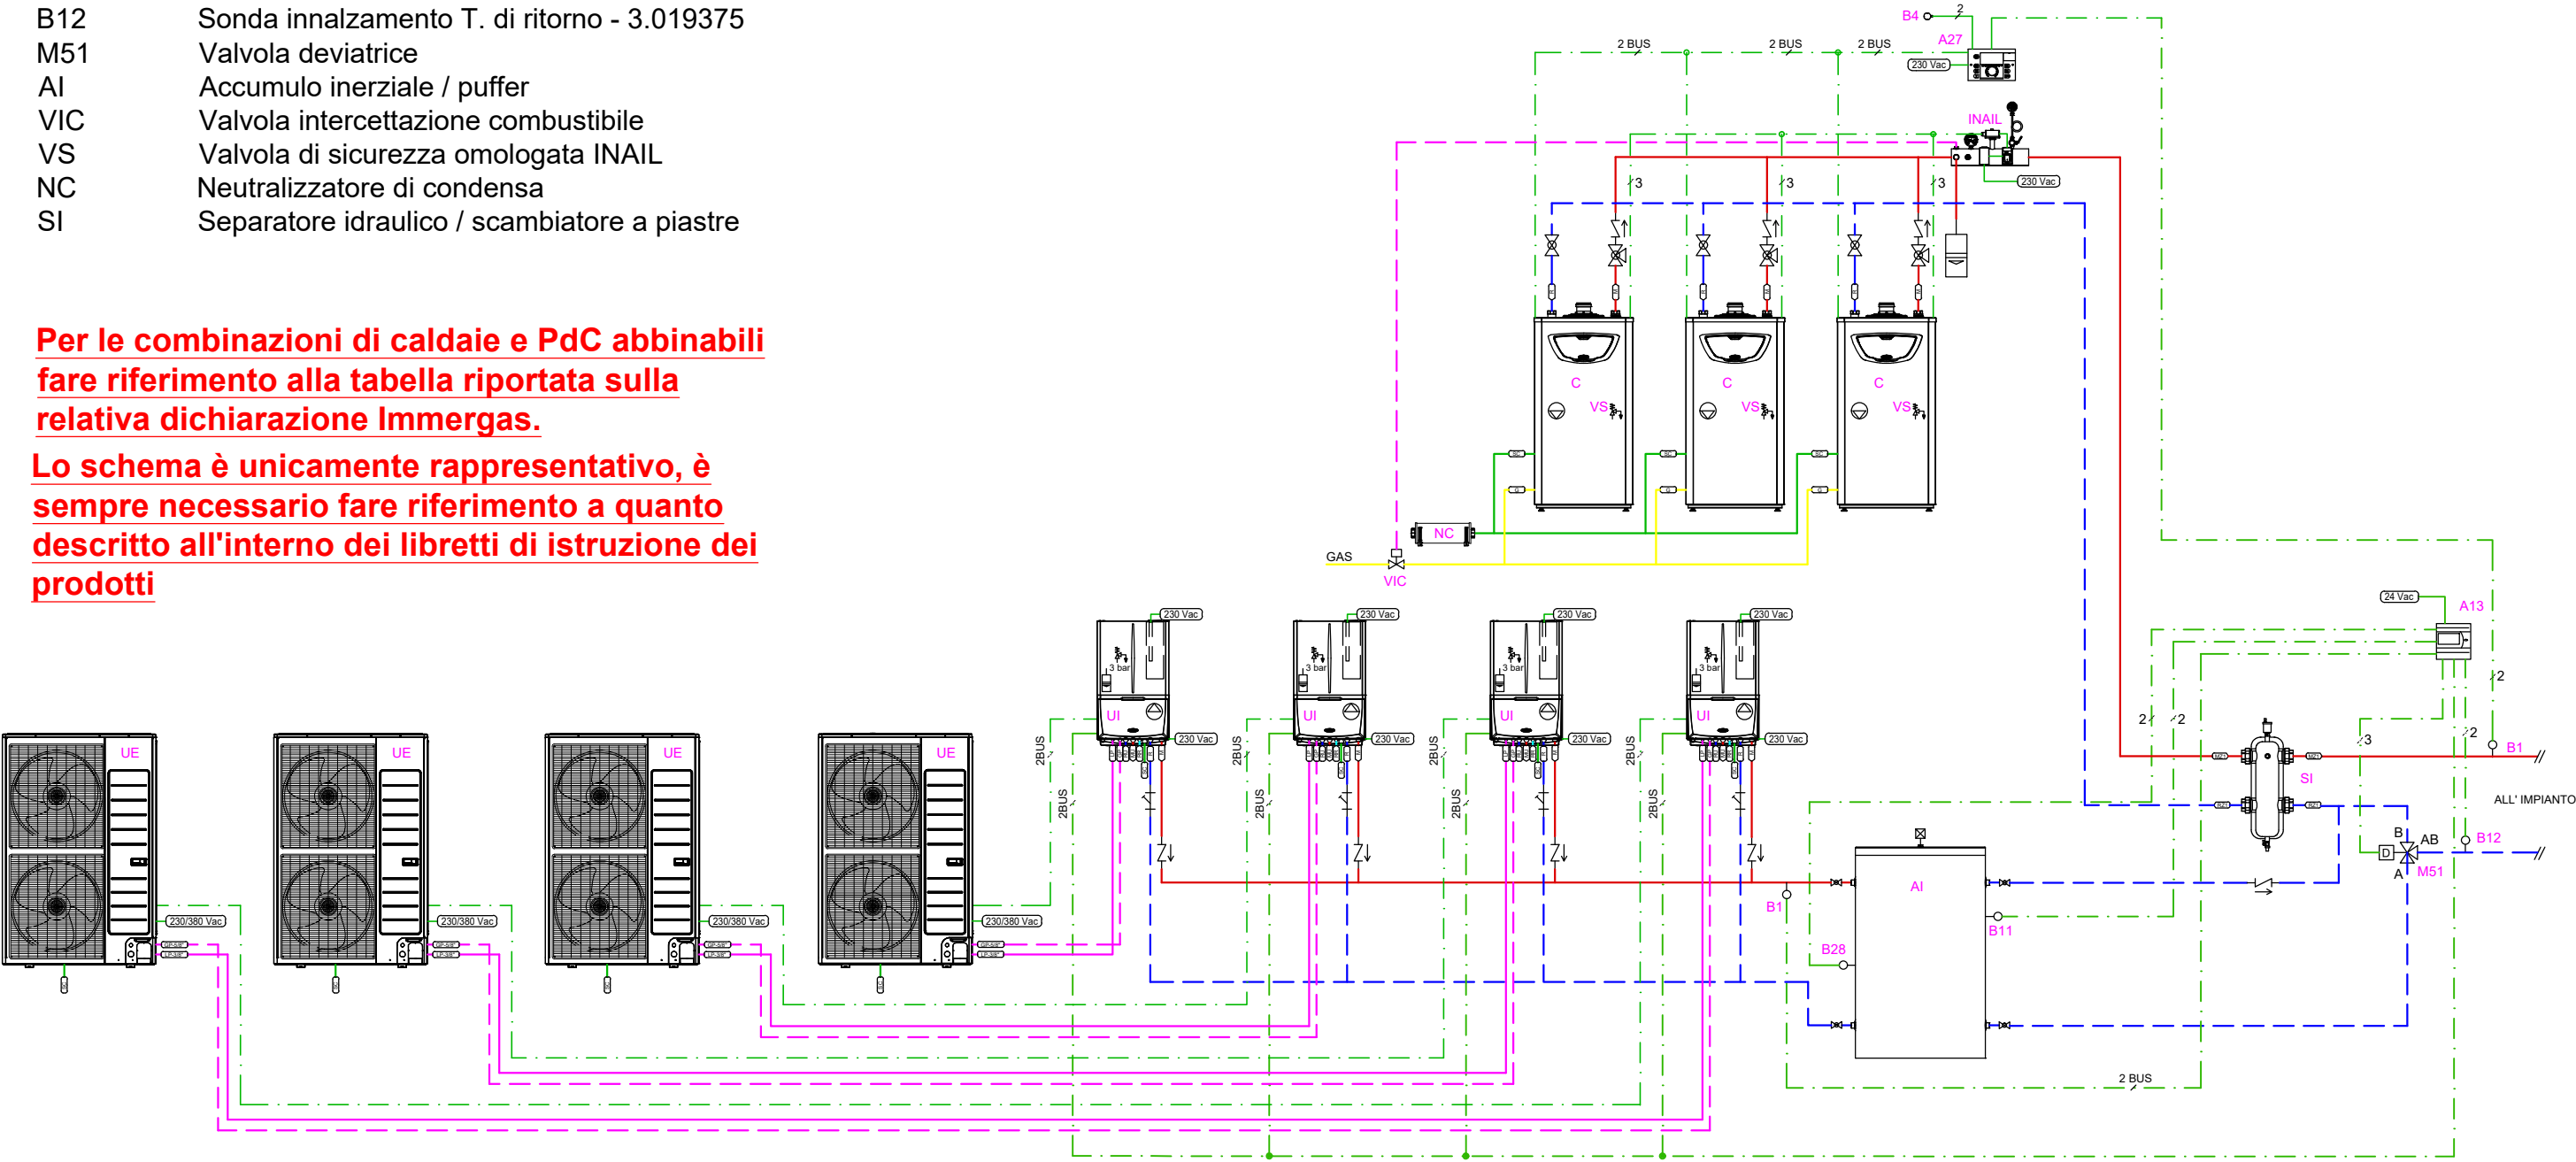 B12 Sonda innalzamento T. di ritorno - 3.019375
M51 Valvola deviatrice
AI Accumulo inerziale / puffer
VIC Valvola intercettazione combustibile
VS Valvola di sicurezza omologata INAIL
NC Neutralizzatore di condensa
SI Separatore idraulico / scambiatore a piastre
Per le combinazioni di caldaie e PdC abbinabili
fare riferimento alla tabella riportata sulla
relativa dichiarazione Immergas.
Lo schema è unicamente rappresentativo, è
sempre necessario fare riferimento a quanto
descritto all'interno dei libretti di istruzione dei
prodotti
B4
2
A27
2 BUS
2 BUS
2 BUS
230 Vac
INAIL
230 Vac
3
3
3
R
M
R
M
R
M
C
C
C
VS
VS
VS
SC
SC
SC
G
G
G
NC
GAS
VIC
24 Vac
A13
230 Vac
230 Vac
230 Vac
230 Vac
3 bar
3 bar
3 bar
3 bar
UI
UI
UI
UI
230 Vac
230 Vac
230 Vac
230 Vac
2BUS
2BUS
2BUS
2BUS
2BUS
2BUS
2BUS
2BUS
UE
UE
UE
UE
2
2
2
3
2
B1
SI
ALL' IMPIANTO
B
AB
B12
D
A
M51
AI
B1
B11
B28
230/380 Vac
230/380 Vac
230/380 Vac
230/380 Vac
SC
SC
SC
SC
2 BUS